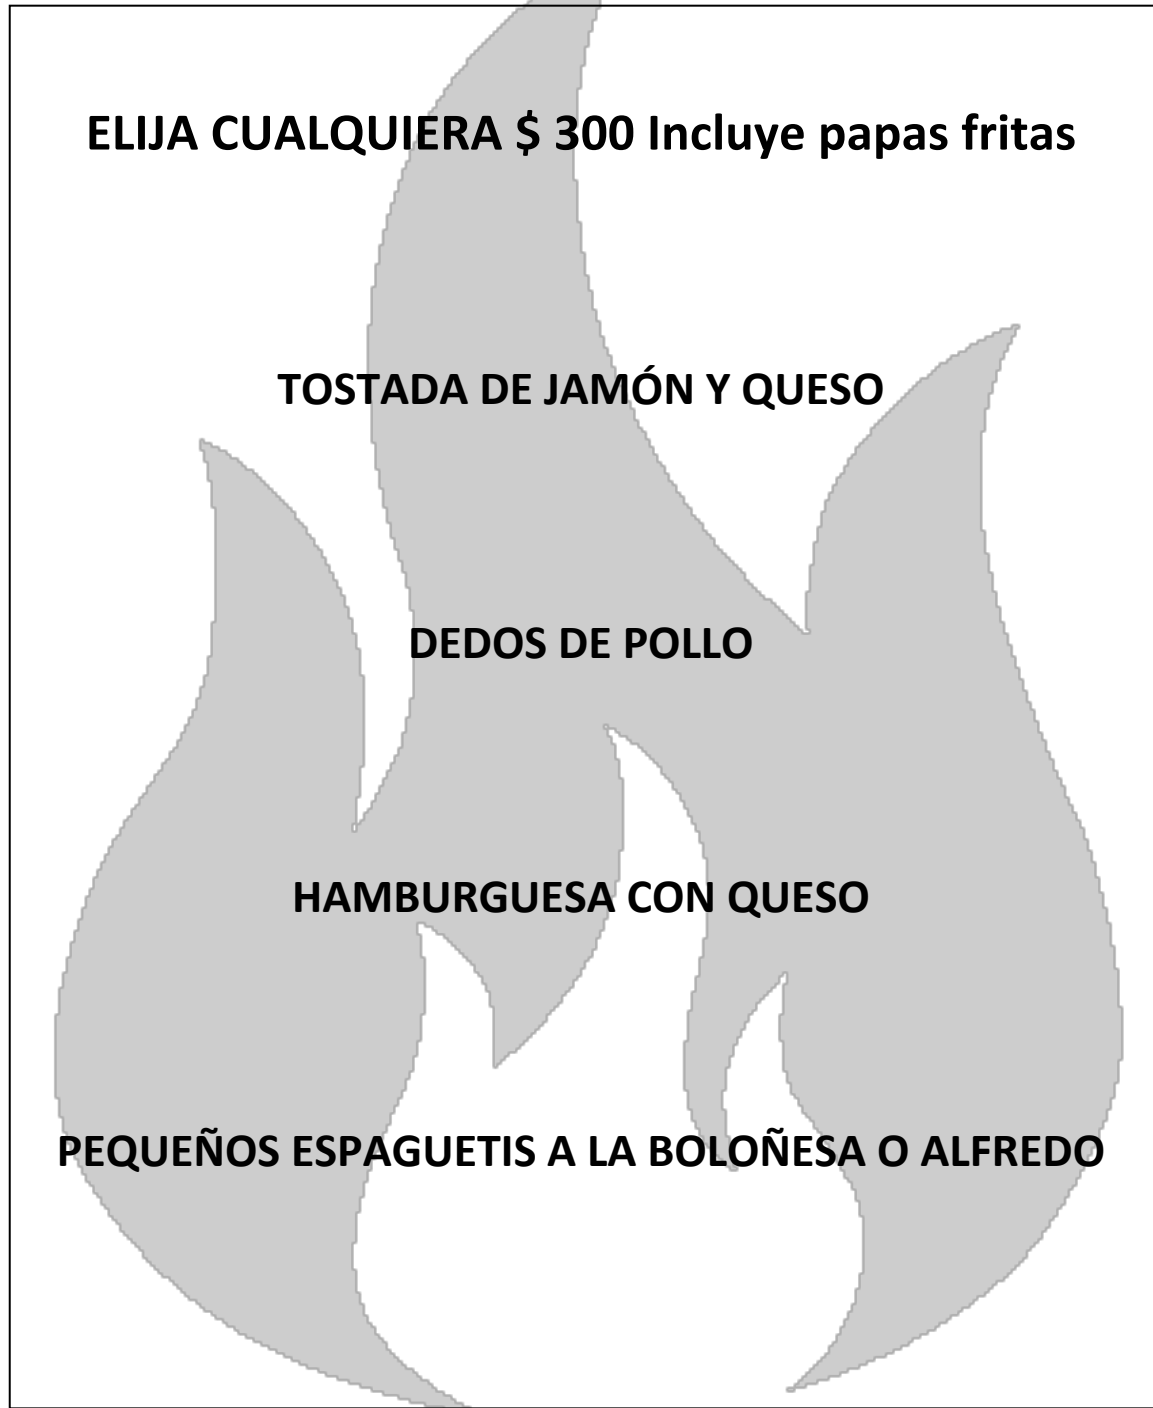 ELIJA CUALQUIERA $ 300 Incluye papas fritas
TOSTADA DE JAMÓN Y QUESO
DEDOS DE POLLO
HAMBURGUESA CON QUESO
PEQUEÑOS ESPAGUETIS A LA BOLOÑESA O ALFREDO